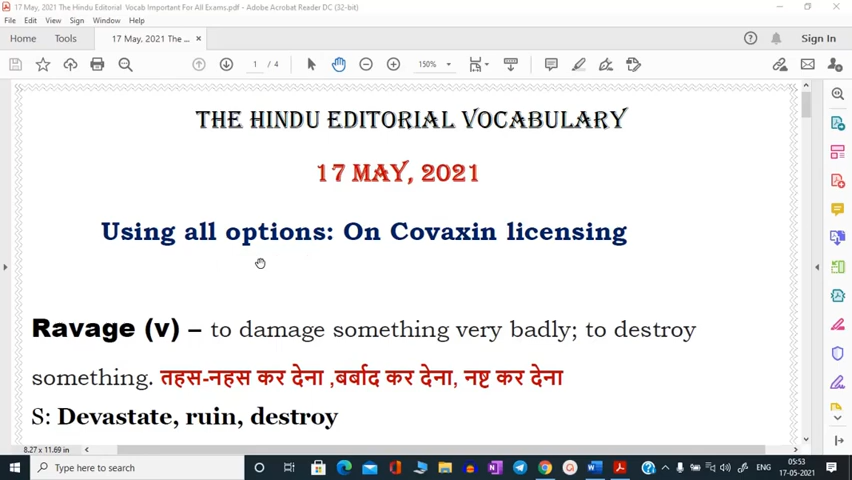 17 May, 2021 The Hindu Editorial Vocab Important For All Exams.pdf - Adobe Acrobat Reader DC (32-bit)
File Edit View Sign Window Help
Home Tools 17 May, 2021 The ... × Sign In
1 / 4 150%
THE HINDU EDITORIAL VOCABULARY
17 MAY, 2021
Using all options: On Covaxin licensing
Ravage (v) – to damage something very badly; to destroy
something. तहस-नहस कर देना ,बर्बाद कर देना, नष्ट कर देना
S: Devastate, ruin, destroy
8.27 x 11.69 in
Type here to search
ENG
05:53
17-05-2021